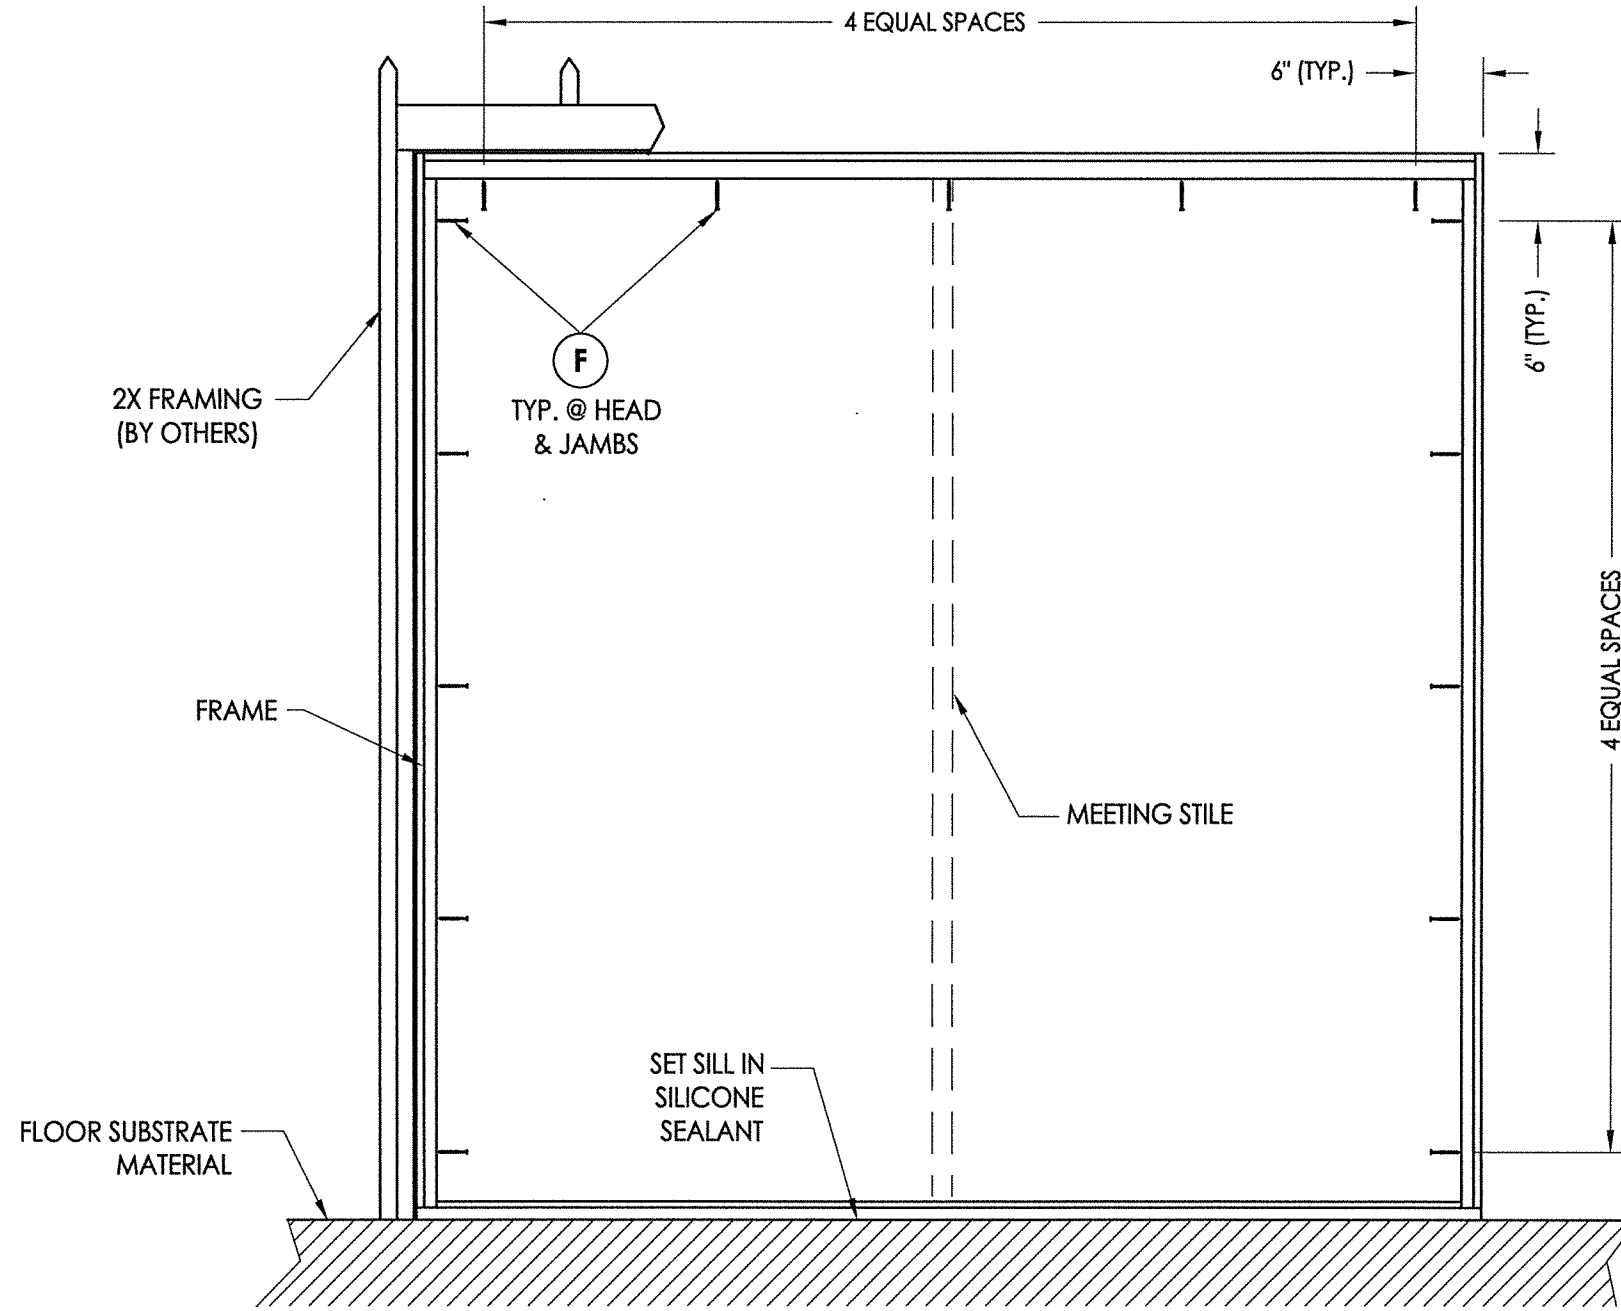 4 EQUAL SPACES
6" (TYP.)
6" (TYP.)
2X FRAMING
(BY OTHERS)
F
TYP. @ HEAD
& JAMBS
4 EQUAL SPACES
FRAME
MEETING STILE
SET SILL IN
SILICONE
SEALANT
FLOOR SUBSTRATE
MATERIAL